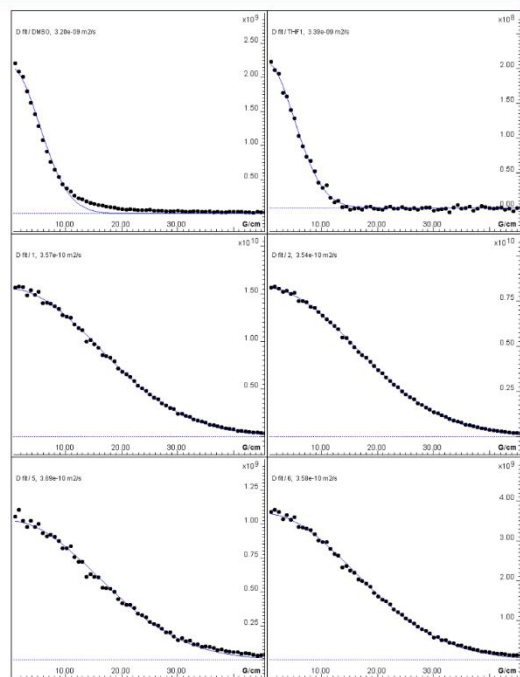 x10^9
D fit / DMSO, 3.20e-09 m2/s
2.50
2.00
1.50
1.00
0.50
0.00
10.00 20.00 30.00 G/cm
x10^8
D fit / THF1, 3.39e-09 m2/s
2.00
1.50
1.00
0.50
0.00
10.00 20.00 30.00 G/cm
x10^10
D fit / 1, 3.57e-10 m2/s
1.50
1.00
0.50
10.00 20.00 30.00 G/cm
x10^10
D fit / 2, 3.54e-10 m2/s
0.75
0.50
0.25
10.00 20.00 30.00 G/cm
x10^9
D fit / 5, 3.69e-10 m2/s
1.25
1.00
0.75
0.50
0.25
10.00 20.00 30.00 G/cm
x10^8
D fit / 6, 3.50e-10 m2/s
4.00
3.00
2.00
1.00
10.00 20.00 30.00 G/cm